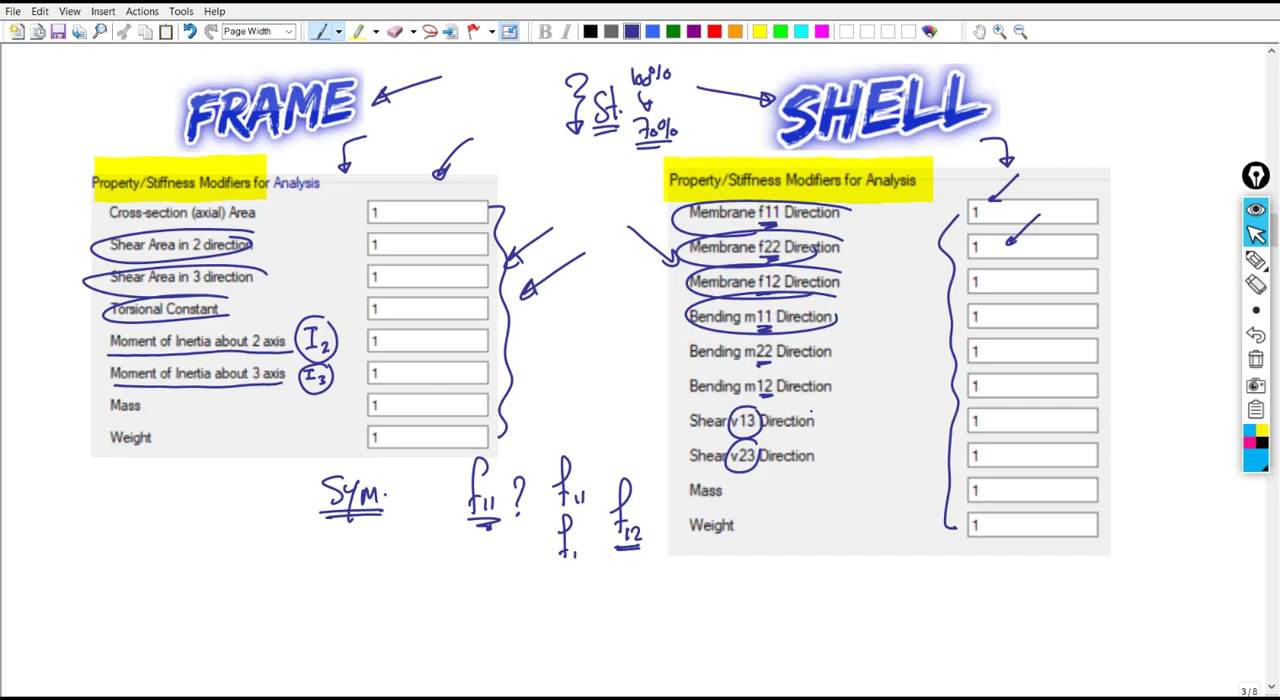 File Edit View Insert Actions Tools Help
Page Width
B I U
FRAME
St.
100%
70%
SHELL
Property/Stiffness Modifiers for Analysis
Cross-section (axial) Area 1
Shear Area in 2 direction 1
Shear Area in 3 direction 1
Torsional Constant 1
Moment of Inertia about 2 axis I2 1
Moment of Inertia about 3 axis I3 1
Mass 1
Weight 1
Property/Stiffness Modifiers for Analysis
Membrane f11 Direction 1
Membrane f22 Direction 1
Membrane f12 Direction 1
Bending m11 Direction 1
Bending m22 Direction 1
Bending m12 Direction 1
Shear v13 Direction 1
Shear v23 Direction 1
Mass 1
Weight 1
Sym. f11 ? f11
f1 f12
3/8